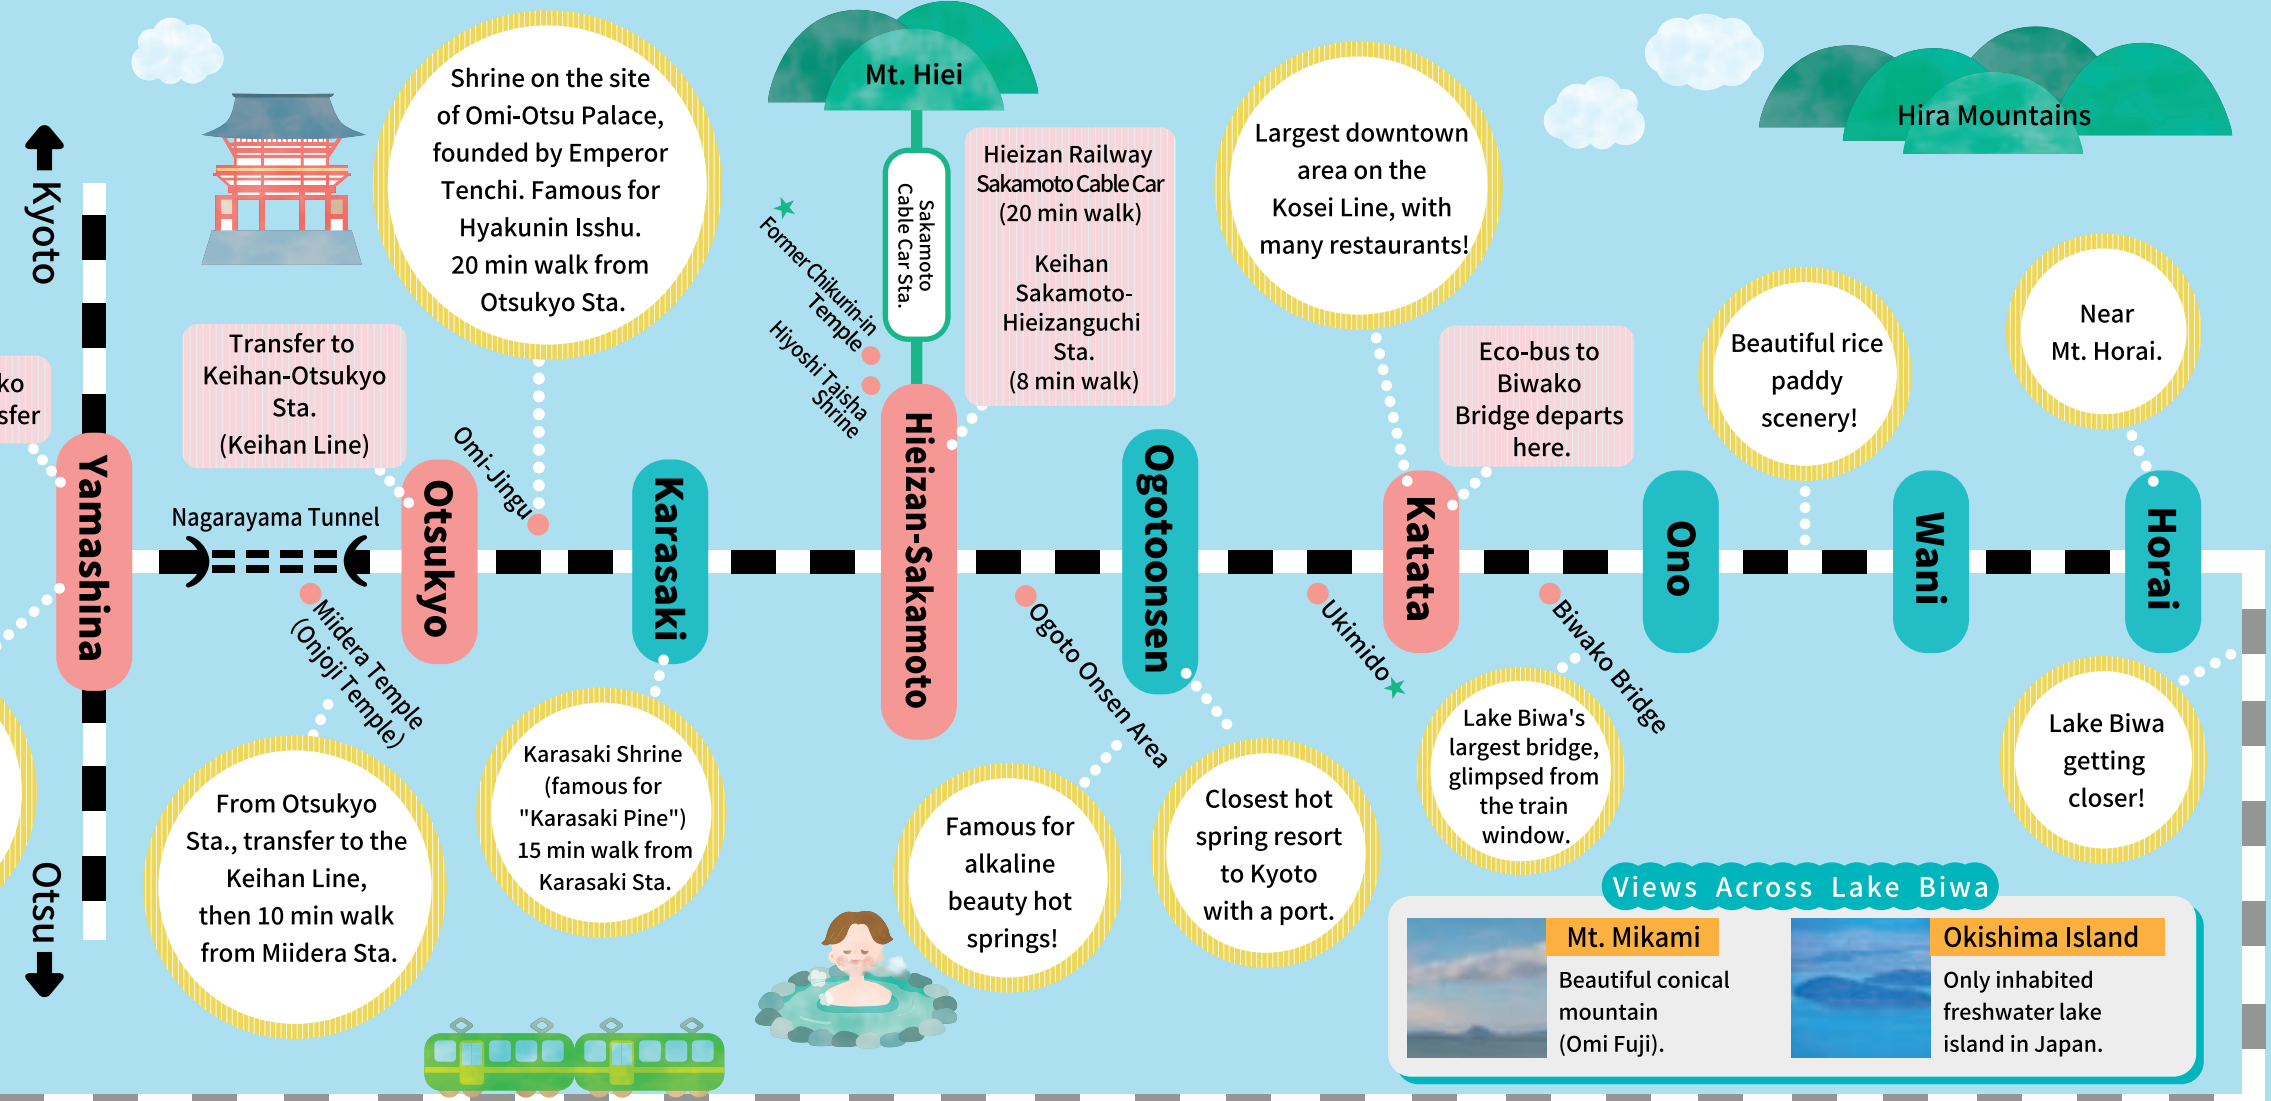 Kyoto
Otsu
ko
sfer
Yamashina
Nagarayama Tunnel
Transfer to
Keihan-Otsukyo
Sta.
(Keihan Line)
Miidera Temple
(Onjoji Temple)
From Otsukyo
Sta., transfer to the
Keihan Line,
then 10 min walk
from Miidera Sta.
Otsukyo
Shrine on the site
of Omi-Otsu Palace,
founded by Emperor
Tenchi. Famous for
Hyakunin Isshu.
20 min walk from
Otsukyo Sta.
Omi-Jingu
Karasaki
Karasaki Shrine
(famous for
"Karasaki Pine")
15 min walk from
Karasaki Sta.
Mt. Hiei
Sakamoto
Cable Car Sta.
Former Chikurin-in
Temple
Hiyoshi Taisha
Shrine
Hieizan Railway
Sakamoto Cable Car
(20 min walk)
Keihan
Sakamoto-
Hieizanguchi
Sta.
(8 min walk)
Hieizan-Sakamoto
Ogoto Onsen Area
Famous for
alkaline
beauty hot
springs!
Ogotoonsen
Closest hot
spring resort
to Kyoto
with a port.
Ukimido
Largest downtown
area on the
Kosei Line, with
many restaurants!
Katata
Eco-bus to
Biwako
Bridge departs
here.
Biwako Bridge
Lake Biwa's
largest bridge,
glimpsed from
the train
window.
Ono
Beautiful rice
paddy
scenery!
Wani
Hira Mountains
Near
Mt. Horai.
Horai
Lake Biwa
getting
closer!
Views Across Lake Biwa
Mt. Mikami
Beautiful conical
mountain
(Omi Fuji).
Okishima Island
Only inhabited
freshwater lake
island in Japan.